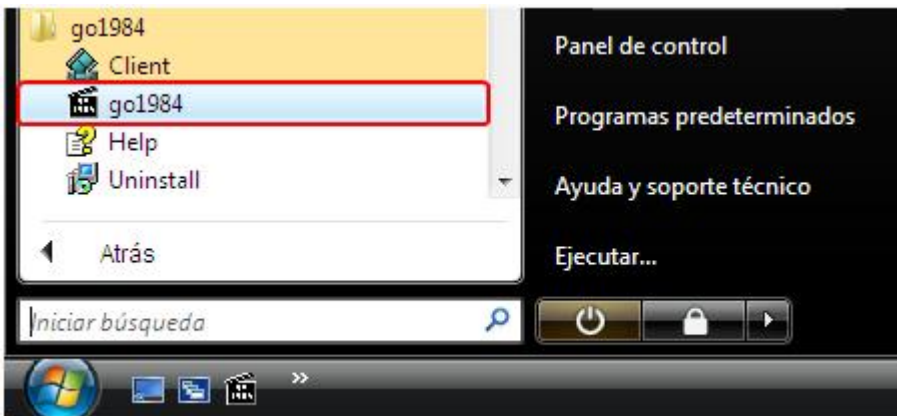 go1984
Client
go1984
Help
Uninstall
Atrás
Iniciar búsqueda
Panel de control
Programas predeterminados
Ayuda y soporte técnico
Ejecutar...